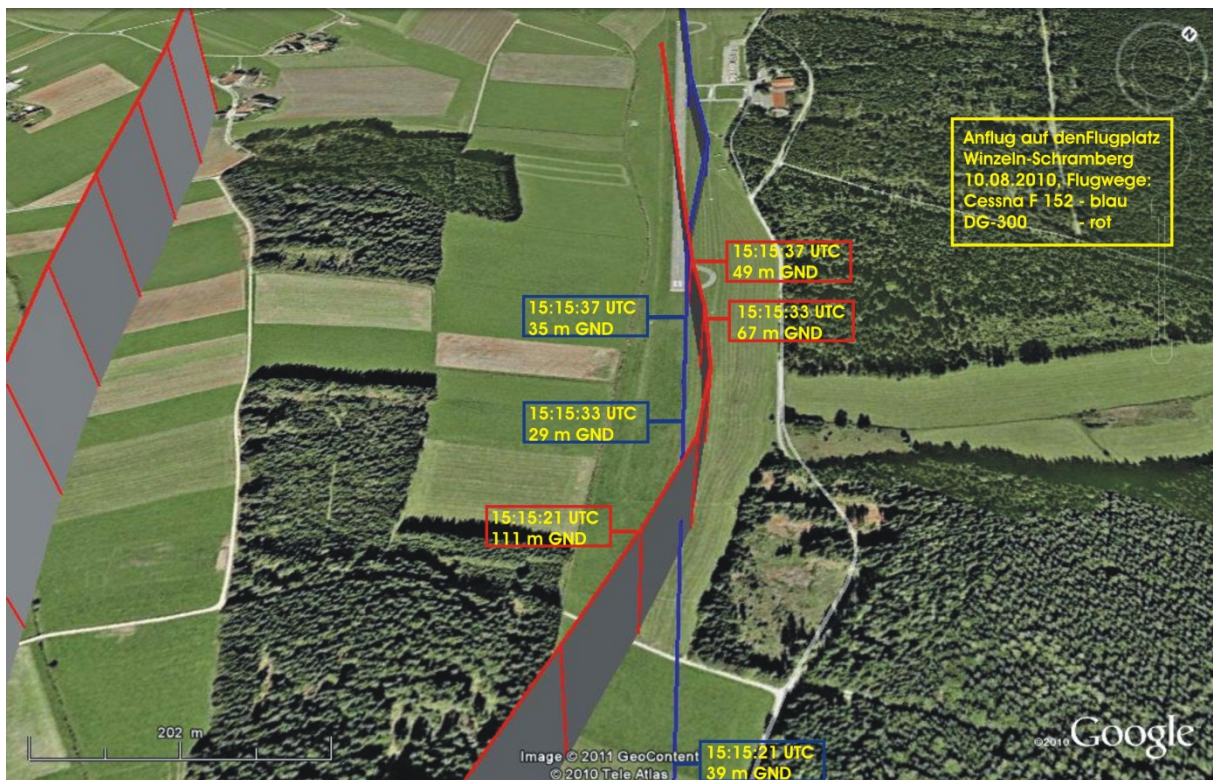 Anflug auf denFlugplatz
Winzeln-Schramberg
10.08.2010, Flugwege:
Cessna F 152 - blau
DG-300 - rot
15:15:37 UTC
49 m GND
15:15:37 UTC
35 m GND
15:15:33 UTC
67 m GND
15:15:33 UTC
29 m GND
15:15:21 UTC
111 m GND
202 m
Image © 2011 GeoContent
© 2010 Tele Atlas
15:15:21 UTC
39 m GND
©2010 Google
N